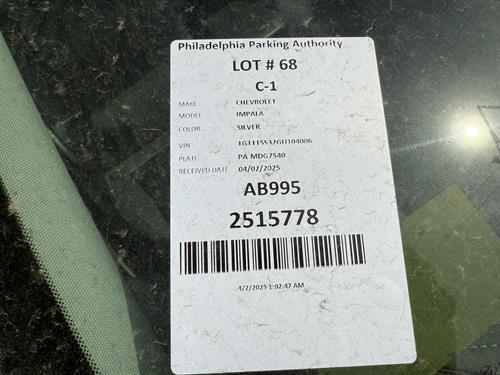 Philadelphia Parking Authority
LOT # 68
C-1
MAKE CHEVROLET
MODEL IMPALA
COLOR SILVER
VIN 1G1115S32GU104006
PLATE PA MDG7540
RECEIVED DATE 04/02/2025
AB995
2515778
4/2/2025 1:02:47 AM